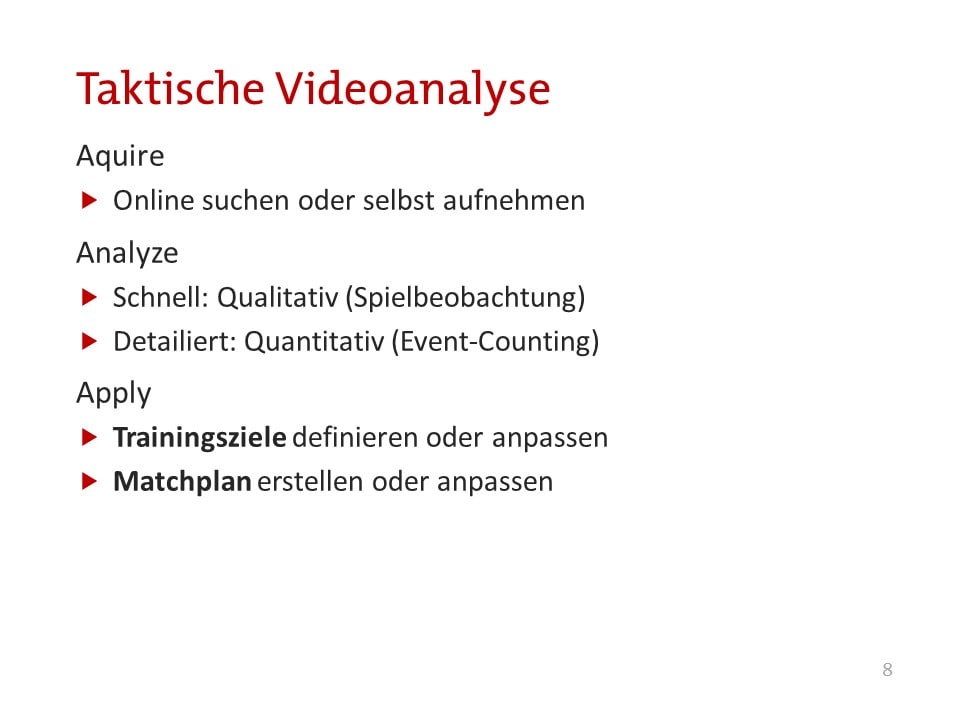 Taktische Videoanalyse
Aquire
Online suchen oder selbst aufnehmen
Analyze
Schnell: Qualitativ (Spielbeobachtung)
Detailiert: Quantitativ (Event-Counting)
Apply
Trainingsziele definieren oder anpassen
Matchplan erstellen oder anpassen
8